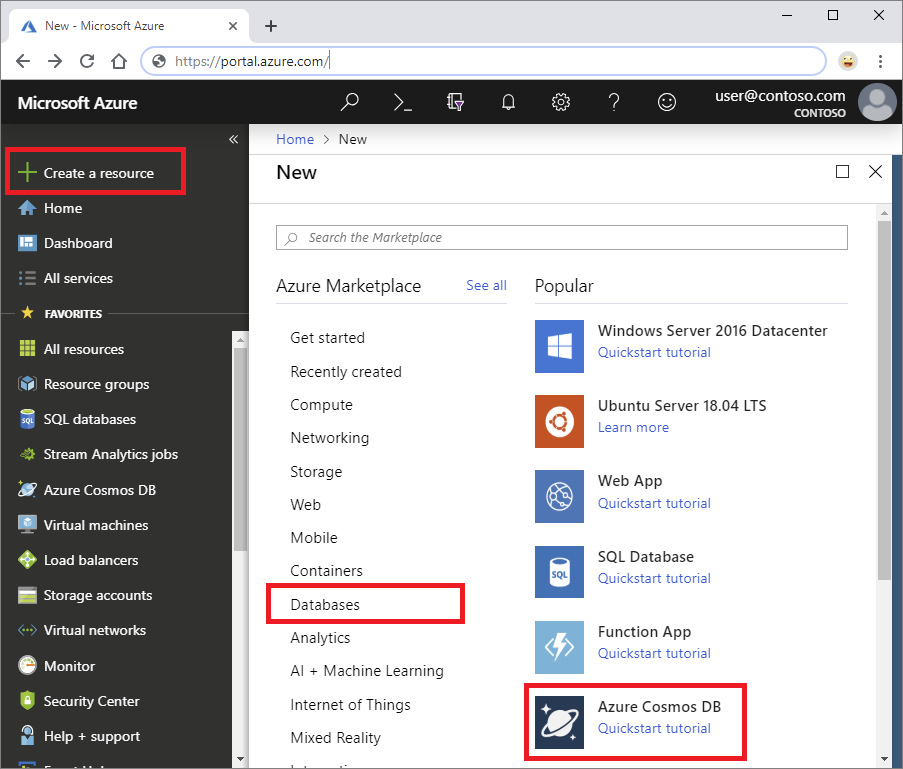 New - Microsoft Azure
https://portal.azure.com/
Microsoft Azure
user@contoso.com
CONTOSO
Create a resource
Home
Dashboard
All services
FAVORITES
All resources
Resource groups
SQL databases
Stream Analytics jobs
Azure Cosmos DB
Virtual machines
Load balancers
Storage accounts
Virtual networks
Monitor
Security Center
Help + support
Home > New
New
Search the Marketplace
Azure Marketplace
See all
Get started
Recently created
Compute
Networking
Storage
Web
Mobile
Containers
Databases
Analytics
AI + Machine Learning
Internet of Things
Mixed Reality
Popular
Windows Server 2016 Datacenter
Quickstart tutorial
Ubuntu Server 18.04 LTS
Learn more
Web App
Quickstart tutorial
SQL
SQL Database
Quickstart tutorial
Function App
Quickstart tutorial
Azure Cosmos DB
Quickstart tutorial